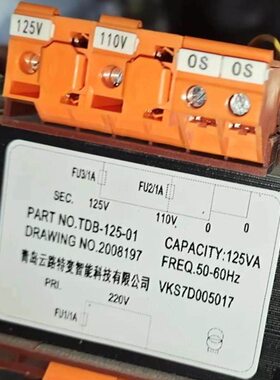 125V 110V OS OS
FU3/1A FU2/1A
SEC. 125V 110V 0 0
PART NO.TDB-125-01 CAPACITY:125VA
DRAWING NO.2008197 FREQ.50-60Hz
青岛云路特变智能科技有限公司 VKS7D005017
PRI. 220V
FU1/1A